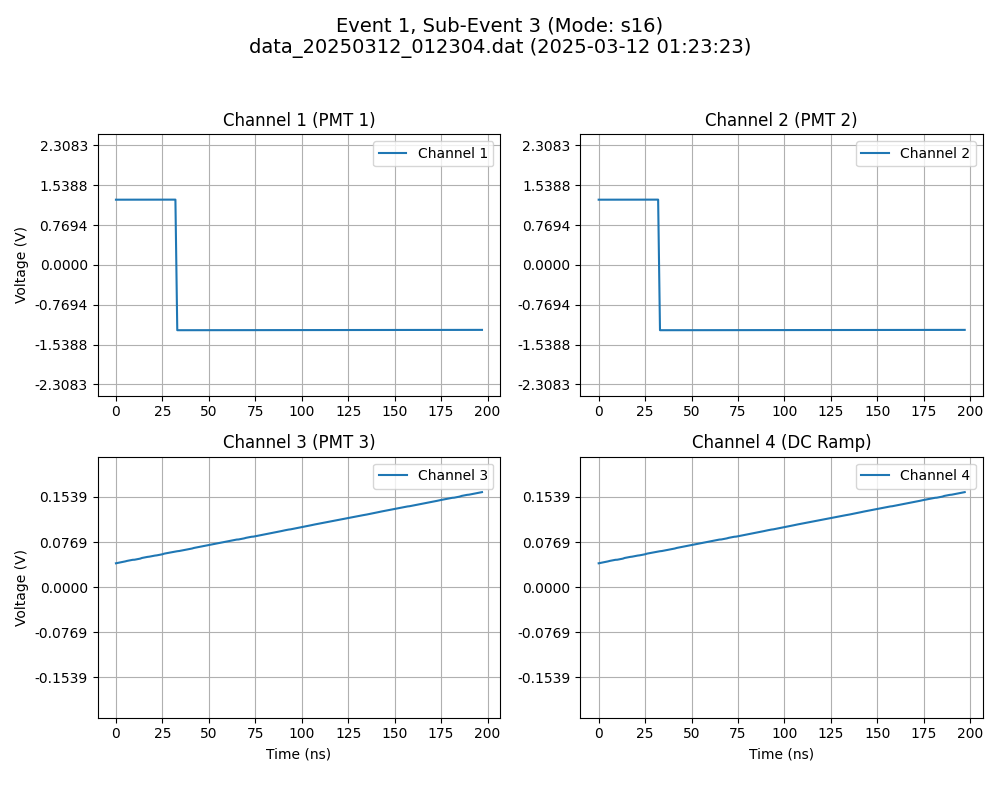 Event 1, Sub-Event 3 (Mode: s16)
data_20250312_012304.dat (2025-03-12 01:23:23)
Channel 1 (PMT 1)
Channel 1
Voltage (V)
2.3083
1.5388
0.7694
0.0000
-0.7694
-1.5388
-2.3083
0 25 50 75 100 125 150 175 200
Channel 2 (PMT 2)
Channel 2
2.3083
1.5388
0.7694
0.0000
-0.7694
-1.5388
-2.3083
0 25 50 75 100 125 150 175 200
Channel 3 (PMT 3)
Channel 3
Voltage (V)
0.1539
0.0769
0.0000
-0.0769
-0.1539
0 25 50 75 100 125 150 175 200
Time (ns)
Channel 4 (DC Ramp)
Channel 4
0.1539
0.0769
0.0000
-0.0769
-0.1539
0 25 50 75 100 125 150 175 200
Time (ns)